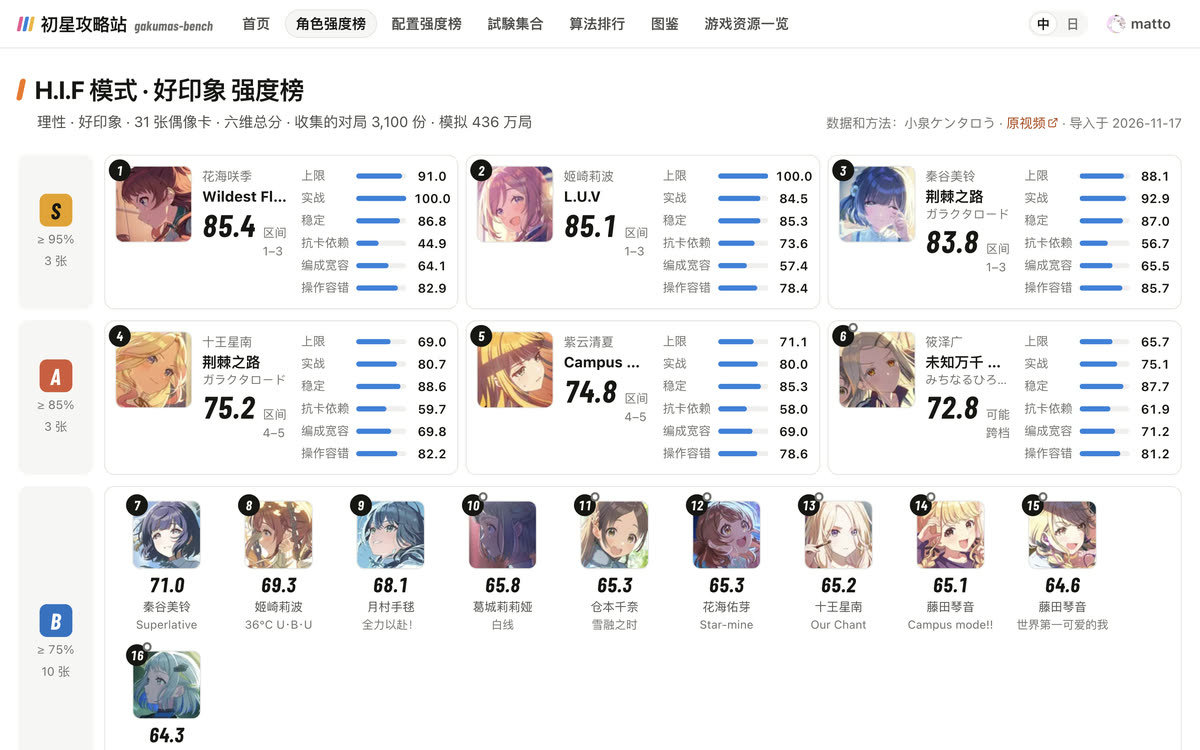 初星攻略站 gakumas-bench 首页 角色强度榜 配置强度榜 試験集合 算法排行 图鉴 游戏资源一览 中 日 matto
H.I.F 模式 · 好印象 强度榜
理性 · 好印象 · 31 张偶像卡 · 六维总分 · 收集的对局 3,100 份 · 模拟 436 万局
数据和方法：小泉ケンタロう · 原视频 · 导入于 2026-11-17
S
≥ 95%
3 张
1
花海咲季
Wildest Fl...
85.4 区间
1–3
上限 91.0
实战 100.0
稳定 86.8
抗卡依赖 44.9
编成宽容 64.1
操作容错 82.9
2
姬崎莉波
L.U.V
85.1 区间
1–3
上限 100.0
实战 84.5
稳定 85.3
抗卡依赖 73.6
编成宽容 57.4
操作容错 78.4
3
秦谷美铃
荆棘之路
ガラクタロード
83.8 区间
1–3
上限 88.1
实战 92.9
稳定 87.0
抗卡依赖 56.7
编成宽容 65.5
操作容错 85.7
A
≥ 85%
3 张
4
十王星南
荆棘之路
ガラクタロード
75.2 区间
4–5
上限 69.0
实战 80.7
稳定 88.6
抗卡依赖 59.7
编成宽容 69.8
操作容错 82.2
5
紫云清夏
Campus ...
74.8 区间
4–5
上限 71.1
实战 80.0
稳定 85.3
抗卡依赖 58.0
编成宽容 69.0
操作容错 78.6
6
筱泽广
未知万千 ...
みちなるひろ...
72.8 可能
跨档
上限 65.7
实战 75.1
稳定 87.7
抗卡依赖 61.9
编成宽容 71.2
操作容错 81.2
B
≥ 75%
10 张
7
71.0
秦谷美铃
Superlative
8
69.3
姬崎莉波
36℃ U·B·U
9
68.1
月村手毬
全力以赴！
10
65.8
葛城莉莉娅
白线
11
65.3
仓本千奈
雪融之时
12
65.3
花海佑芽
Star-mine
13
65.2
十王星南
Our Chant
14
65.1
藤田琴音
Campus mode!!
15
64.6
藤田琴音
世界第一可爱的我
16
64.3